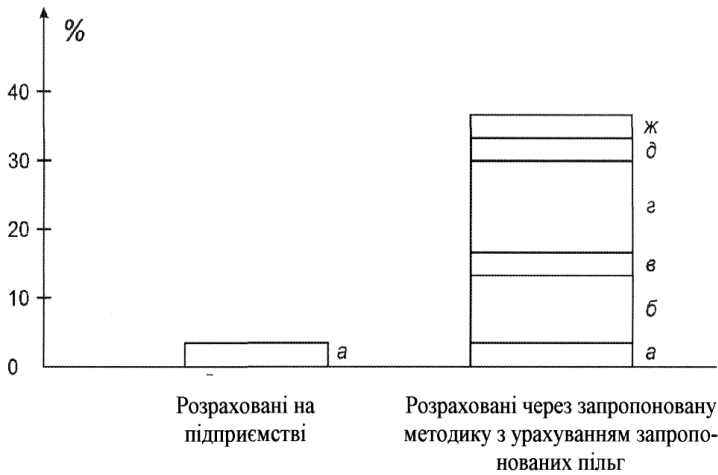 %
40
30
20
10
0
ж
д
г
в
б
а
а
Розраховані на
підприємстві
Розраховані через запропоновану
методику з урахуванням запропо-
нованих пільг